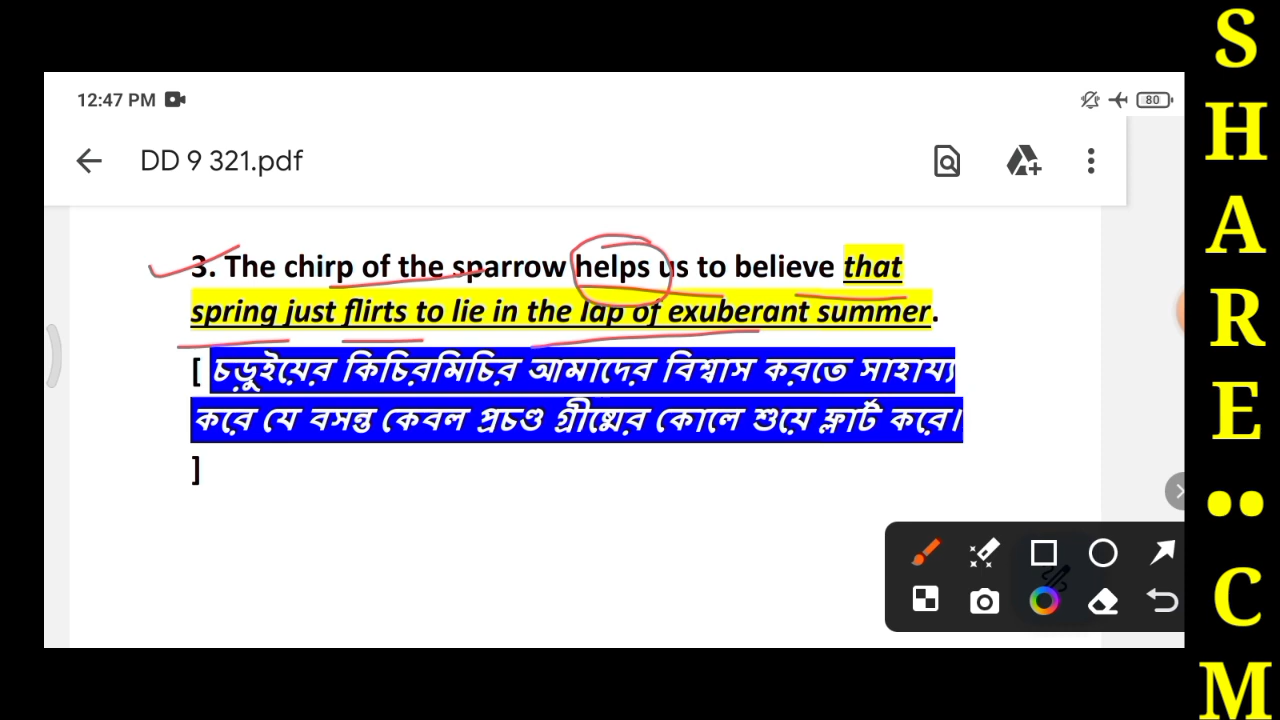 12:47 PM
80
DD 9 321.pdf
3. The chirp of the sparrow helps us to believe that
spring just flirts to lie in the lap of exuberant summer.
[ চড়ুইয়ের কিচিরমিচির আমাদের বিশ্বাস করতে সাহায্য
করে যে বসন্ত কেবল প্রচণ্ড গ্রীষ্মের কোলে শুয়ে ফ্লার্ট করে।
]
SHARE••CM